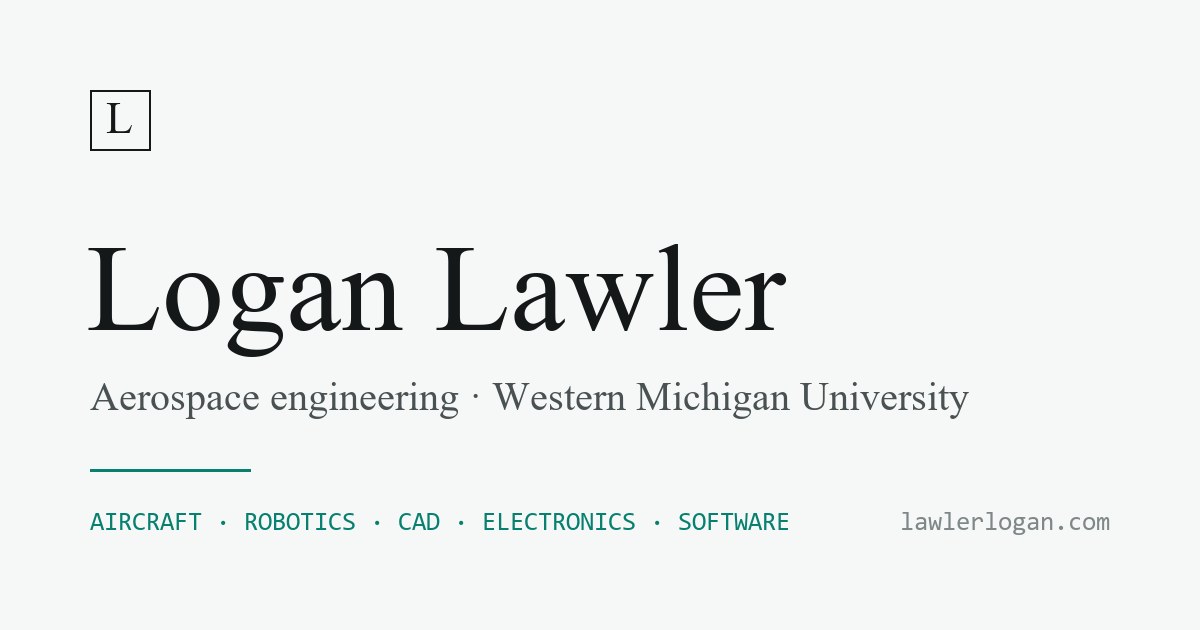 L
Logan Lawler
Aerospace engineering · Western Michigan University
AIRCRAFT · ROBOTICS · CAD · ELECTRONICS · SOFTWARE
lawlerlogan.com